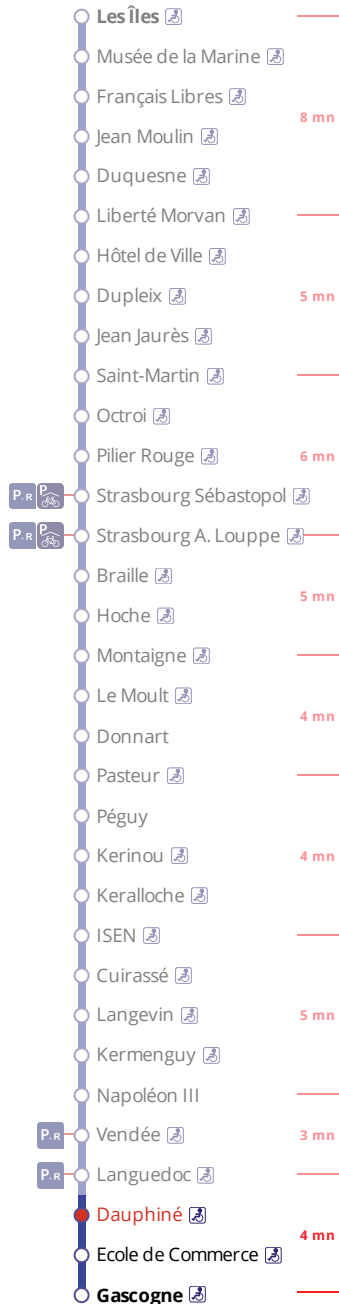 Les Îles
Musée de la Marine
Français Libres
8 mn
Jean Moulin
Duquesne
Liberté Morvan
Hôtel de Ville
Dupleix 5 mn
Jean Jaurès
Saint-Martin
Octroi
Pilier Rouge 6 mn
P+R P Strasbourg Sébastopol
P+R P Strasbourg A. Louppe
Braille
5 mn
Hoche
Montaigne
Le Moult
4 mn
Donnart
Pasteur
Péguy
Kerinou 4 mn
Keralloche
ISEN
Cuirassé
Langevin 5 mn
Kermenguy
Napoléon III
P+R Vendée 3 mn
P+R Languedoc
Dauphiné
4 mn
Ecole de Commerce
Gascogne